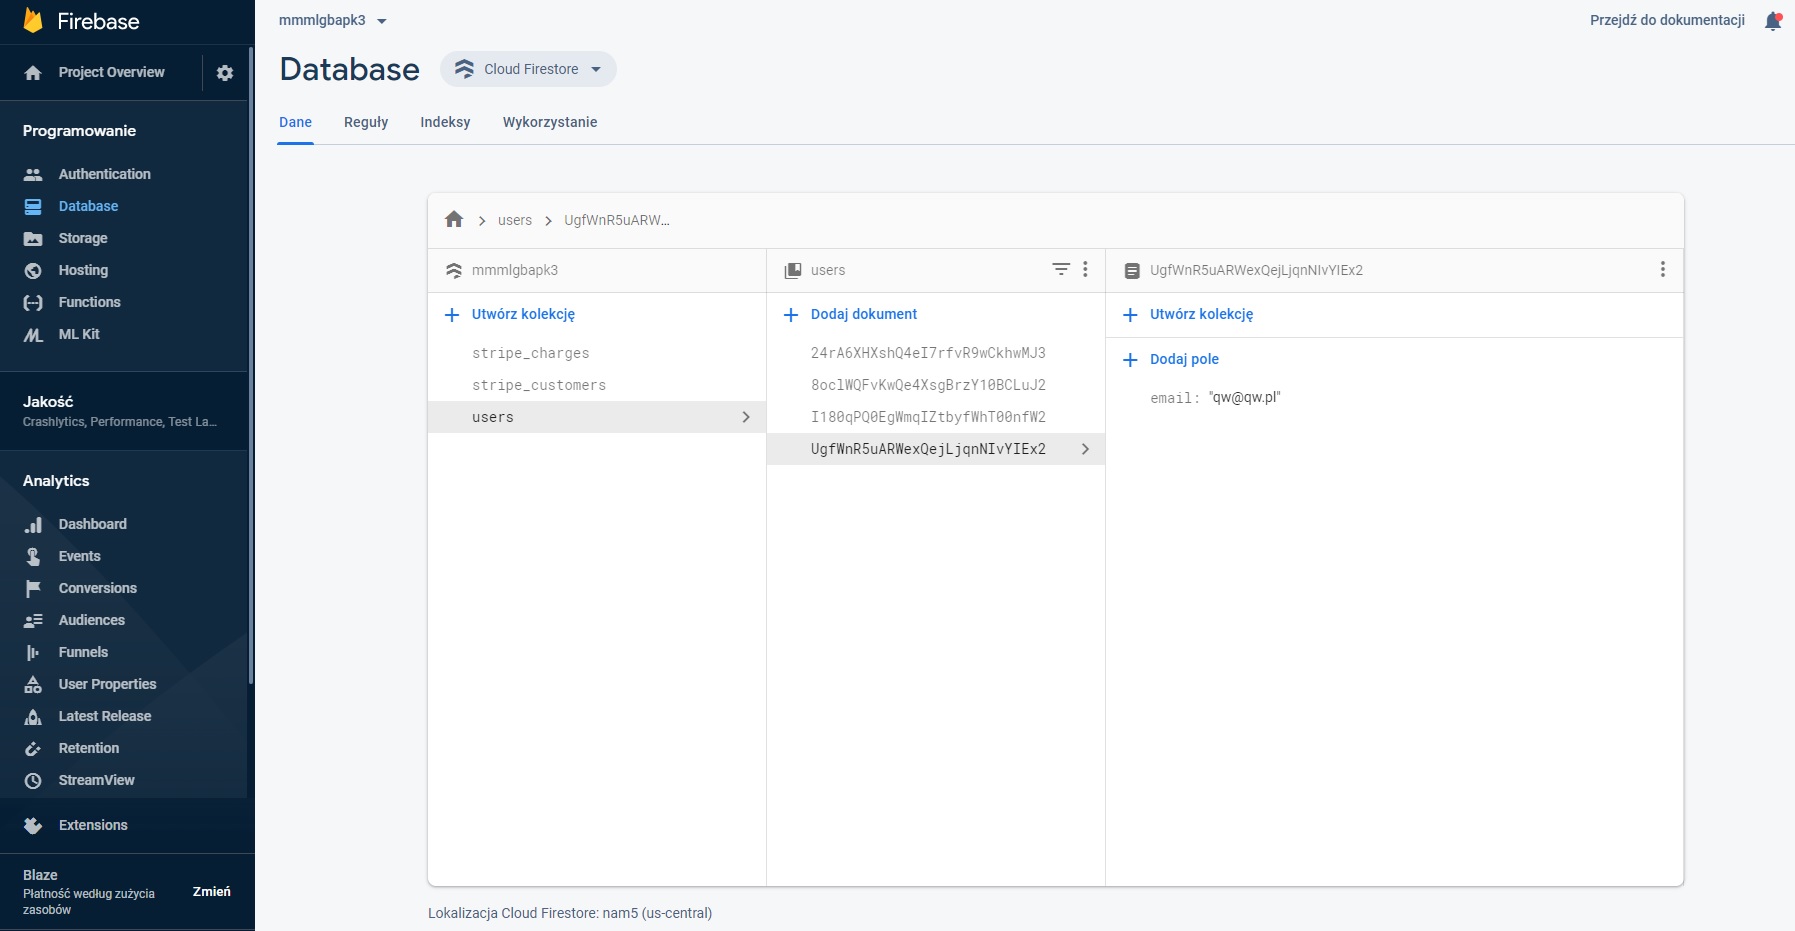 Firebase
Project Overview
Programowanie
Authentication
Database
Storage
Hosting
Functions
ML Kit
Jakość
Crashlytics, Performance, Test La...
Analytics
Dashboard
Events
Conversions
Audiences
Funnels
User Properties
Latest Release
Retention
StreamView
Extensions
Blaze
Płatność według zużycia
zasobów
Zmień
mmmlgbapk3
Przejdź do dokumentacji
Database
Cloud Firestore
Dane
Reguły
Indeksy
Wykorzystanie
users
UgfWnR5uARW...
mmmlgbapk3
Utwórz kolekcję
stripe_charges
stripe_customers
users
users
Dodaj dokument
24rA6XHXshQ4eI7rfvR9wCkhwMJ3
8oclWQFvKwQe4XsgBrzY10BCLuJ2
I180qPQ0EgWmqIZtbyfWhT00nfW2
UgfWnR5uARWexQejLjqnNIvYIEx2
UgfWnR5uARWexQejLjqnNIvYIEx2
Utwórz kolekcję
Dodaj pole
email: "qw@qw.pl"
Lokalizacja Cloud Firestore: nam5 (us-central)